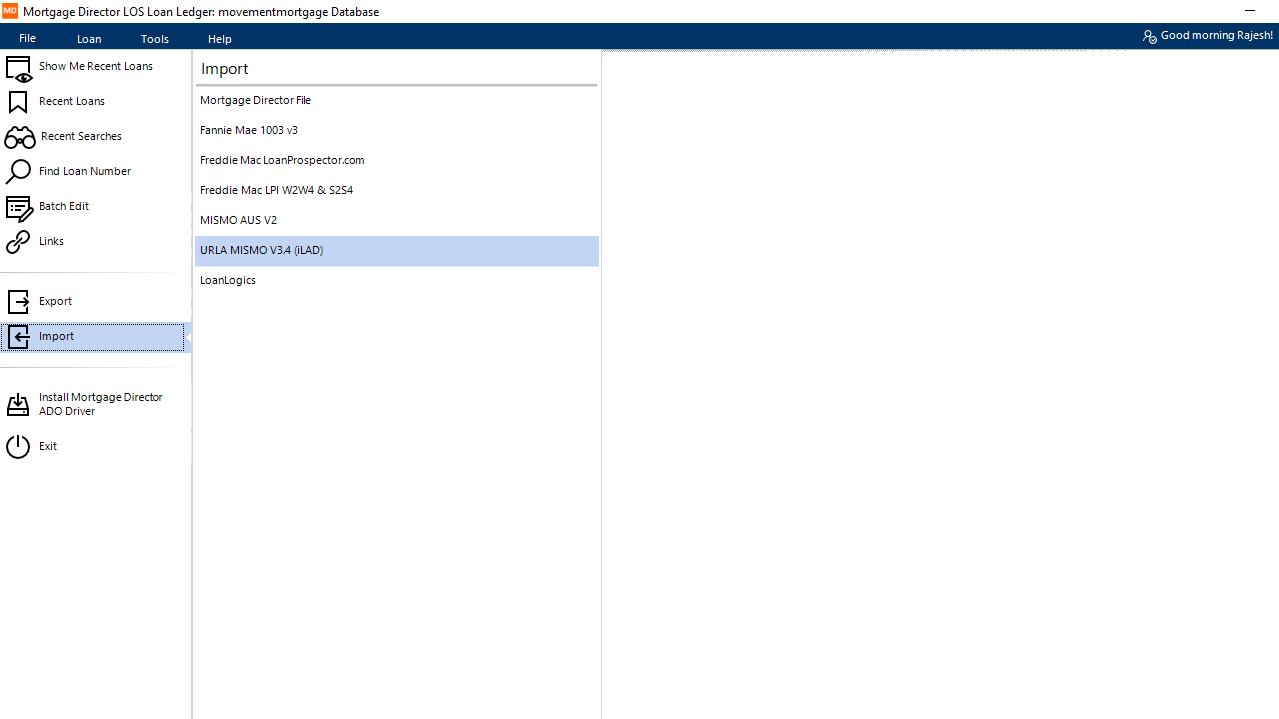 MD Mortgage Director LOS Loan Ledger: movementmortgage Database
File Loan Tools Help Good morning Rajesh!
Show Me Recent Loans
Recent Loans
Recent Searches
Find Loan Number
Batch Edit
Links
Export
Import
Install Mortgage Director
ADO Driver
Exit
Import
Mortgage Director File
Fannie Mae 1003 v3
Freddie Mac LoanProspector.com
Freddie Mac LPI W2W4 & S2S4
MISMO AUS V2
URLA MISMO V3.4 (iLAD)
LoanLogics